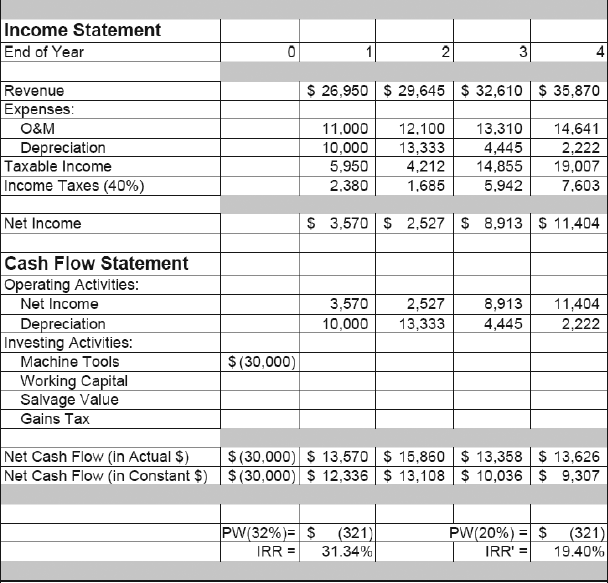 Income Statement
End of Year 0 1 2 3 4
Revenue $ 26,950 $ 29,645 $ 32,610 $ 35,870
Expenses:
O&M 11,000 12,100 13,310 14,641
Depreciation 10,000 13,333 4,445 2,222
Taxable Income 5,950 4,212 14,855 19,007
Income Taxes (40%) 2,380 1,685 5,942 7,603
Net Income $ 3,570 $ 2,527 $ 8,913 $ 11,404
Cash Flow Statement
Operating Activities:
Net Income 3,570 2,527 8,913 11,404
Depreciation 10,000 13,333 4,445 2,222
Investing Activities:
Machine Tools $ (30,000)
Working Capital
Salvage Value
Gains Tax
Net Cash Flow (in Actual $) $ (30,000) $ 13,570 $ 15,860 $ 13,358 $ 13,626
Net Cash Flow (in Constant $) $ (30,000) $ 12,336 $ 13,108 $ 10,036 $ 9,307
PW(32%)= $ (321) PW(20%) = $ (321)
IRR = 31.34% IRR' = 19.40%